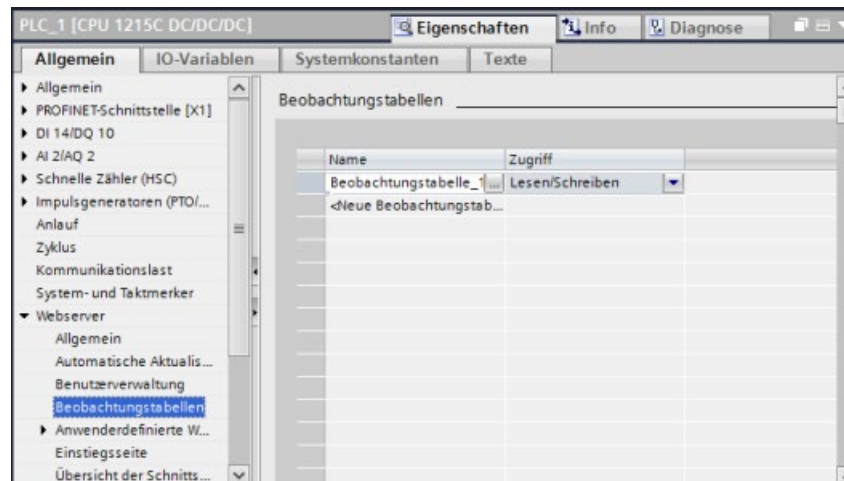 PLC_1 [CPU 1215C DC/DC/DC]
Eigenschaften
Info
Diagnose
Allgemein
IO-Variablen
Systemkonstanten
Texte
Allgemein
PROFINET-Schnittstelle [X1]
DI 14/DQ 10
AI 2/AQ 2
Schnelle Zähler (HSC)
Impulsgeneratoren (PTO/...
Anlauf
Zyklus
Kommunikationslast
System- und Taktmerker
Webserver
Allgemein
Automatische Aktualis...
Benutzerverwaltung
Beobachtungstabellen
Anwenderdefinierte W...
Einstiegsseite
Übersicht der Schnitts...
Beobachtungstabellen
Name Zugriff
Beobachtungstabelle_1 ... Lesen/Schreiben
<Neue Beobachtungstab...